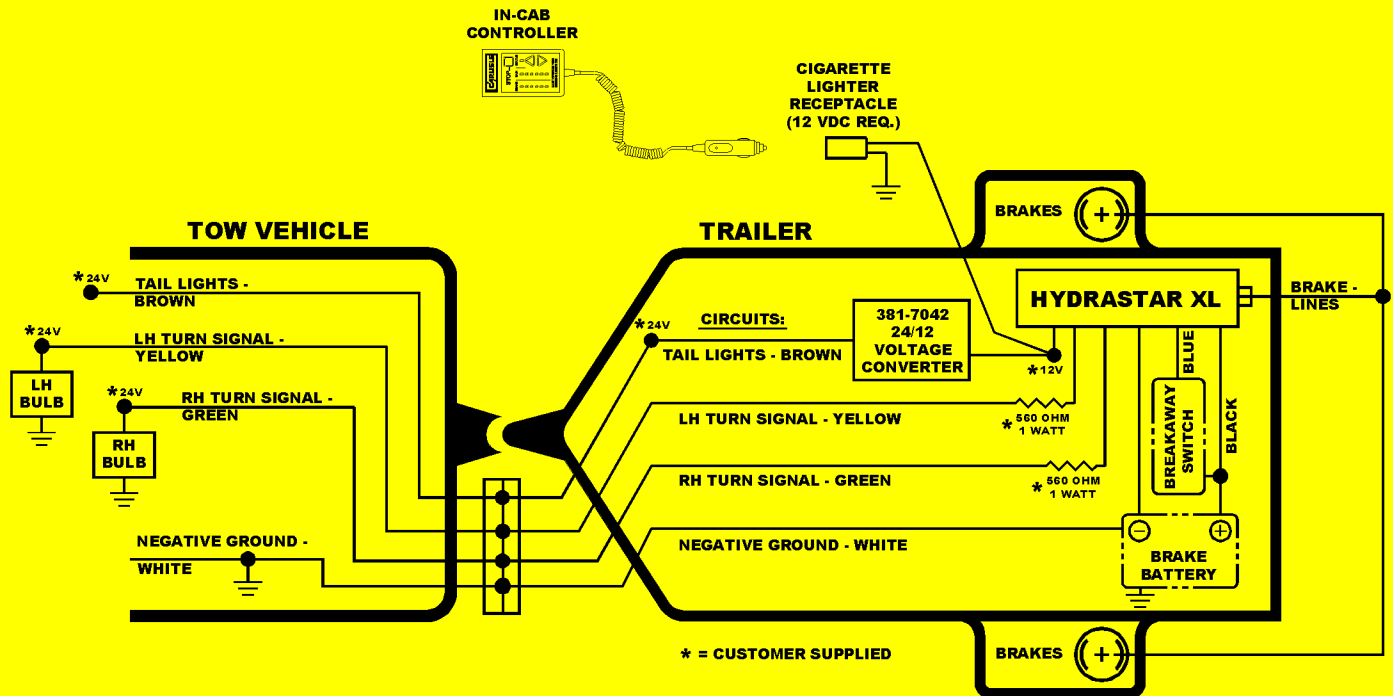 IN-CAB
CONTROLLER
CARLISLE
STOP
CIGARETTE
LIGHTER
RECEPTACLE
(12 VDC REQ.)
TOW VEHICLE
TRAILER
BRAKES
*24V
TAIL LIGHTS -
BROWN
*24V
LH TURN SIGNAL -
YELLOW
LH
BULB
*24V
RH TURN SIGNAL -
GREEN
RH
BULB
NEGATIVE GROUND -
WHITE
*24V
CIRCUITS:
TAIL LIGHTS - BROWN
381-7042
24/12
VOLTAGE
CONVERTER
*12V
HYDRASTAR XL
BRAKE -
LINES
LH TURN SIGNAL - YELLOW
* 560 OHM
1 WATT
RH TURN SIGNAL - GREEN
* 560 OHM
1 WATT
BLUE
BREAKAWAY
SWITCH
BLACK
NEGATIVE GROUND - WHITE
BRAKE
BATTERY
* = CUSTOMER SUPPLIED
BRAKES